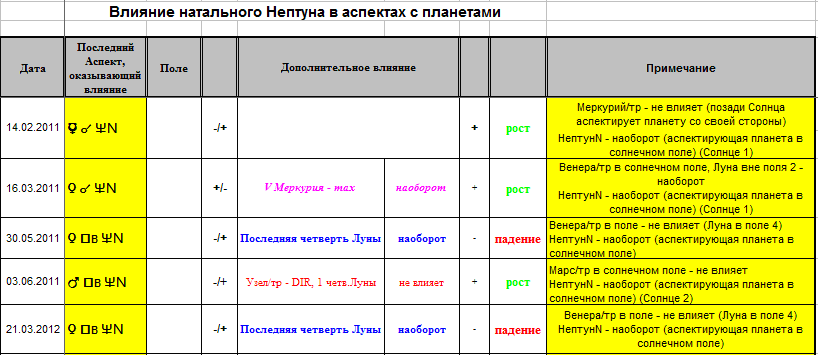 Влияние натального Нептуна в аспектах с планетами
Дата
Последний
Аспект,
оказывающий
влияние
Поле
+/-
Дополнительное влияние
+
Примечание
14.02.2011
☿ ☌ ♆N
-/+
+
рост
Меркурий/тр - не влияет (позади Солнца
аспектирует планету со своей стороны)
НептунN - наоборот (аспектирующая планета в
солнечном поле) (Солнце 1)
16.03.2011
♀ ☌ ♆N
+/-
V Меркурия - max
наоборот
+
рост
Венера/тр в солнечном поле, Луна вне поля 2 -
наоборот
НептунN - наоборот (аспектирующая планета в
солнечном поле) (Солнце 1)
30.05.2011
♀ □в ♆N
-/+
Последняя четверть Луны
наоборот
-
падение
Венера/тр в поле - не влияет (Луна в поле 4)
НептунN - наоборот (аспектирующая планета в
солнечном поле)
03.06.2011
♂ □в ♆N
-/+
Узел/тр - DIR, 1 четв.Луны
не влияет
+
рост
Марс/тр в солнечном поле - не влияет
НептунN - наоборот (аспектирующая планета в
солнечном поле) (Солнце 2)
21.03.2012
♀ □в ♆N
-/+
Последняя четверть Луны
наоборот
-
падение
Венера/тр в поле - не влияет (Луна в поле 4)
НептунN - наоборот (аспектирующая планета в
солнечном поле)